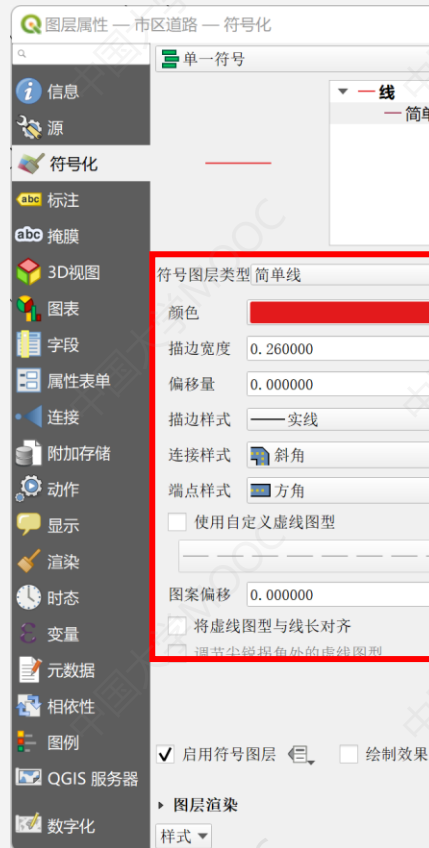 图层属性 — 市区道路 — 符号化
单一符号
信息
源
符号化
标注
掩膜
3D视图
图表
字段
属性表单
连接
附加存储
动作
显示
渲染
时态
变量
元数据
相依性
图例
QGIS 服务器
数字化
线
简单
符号图层类型 简单线
颜色
描边宽度 0.260000
偏移量 0.000000
描边样式 实线
连接样式 斜角
端点样式 方角
使用自定义虚线图型
图案偏移 0.000000
将虚线图型与线长对齐
调节尖锐拐角处的虚线图型
启用符号图层 绘制效果
图层渲染
样式
中国大学MOOC